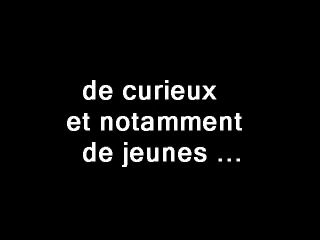 de curieux
et notamment
de jeunes ...